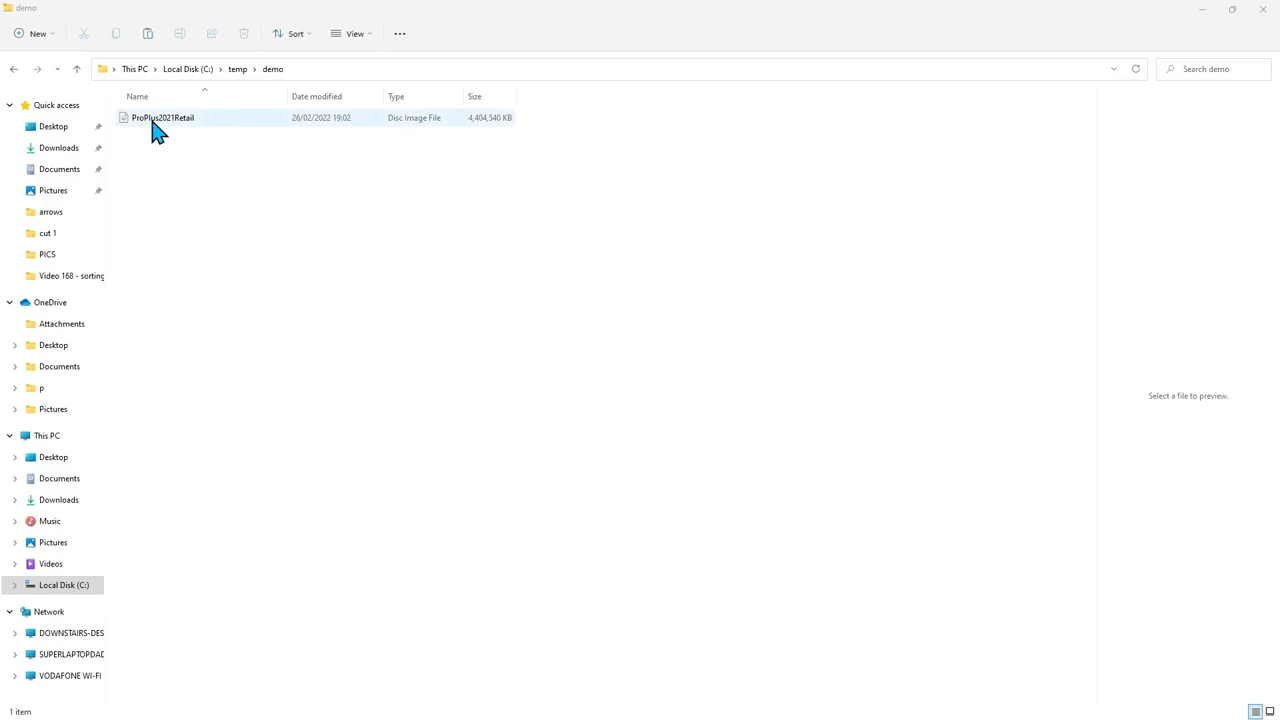 demo
New
Sort
View
This PC > Local Disk (C:) > temp > demo
Search demo
Name
Date modified
Type
Size
ProPlus2021Retail
26/02/2022 19:02
Disc Image File
4,404,540 KB
Quick access
Desktop
Downloads
Documents
Pictures
arrows
cut 1
PICS
Video 168 - sorting
OneDrive
Attachments
Desktop
Documents
p
Pictures
This PC
Desktop
Documents
Downloads
Music
Pictures
Videos
Local Disk (C:)
Network
DOWNSTAIRS-DES
SUPERLAPTOPDAD
VODAFONE WI-FI
Select a file to preview.
1 item